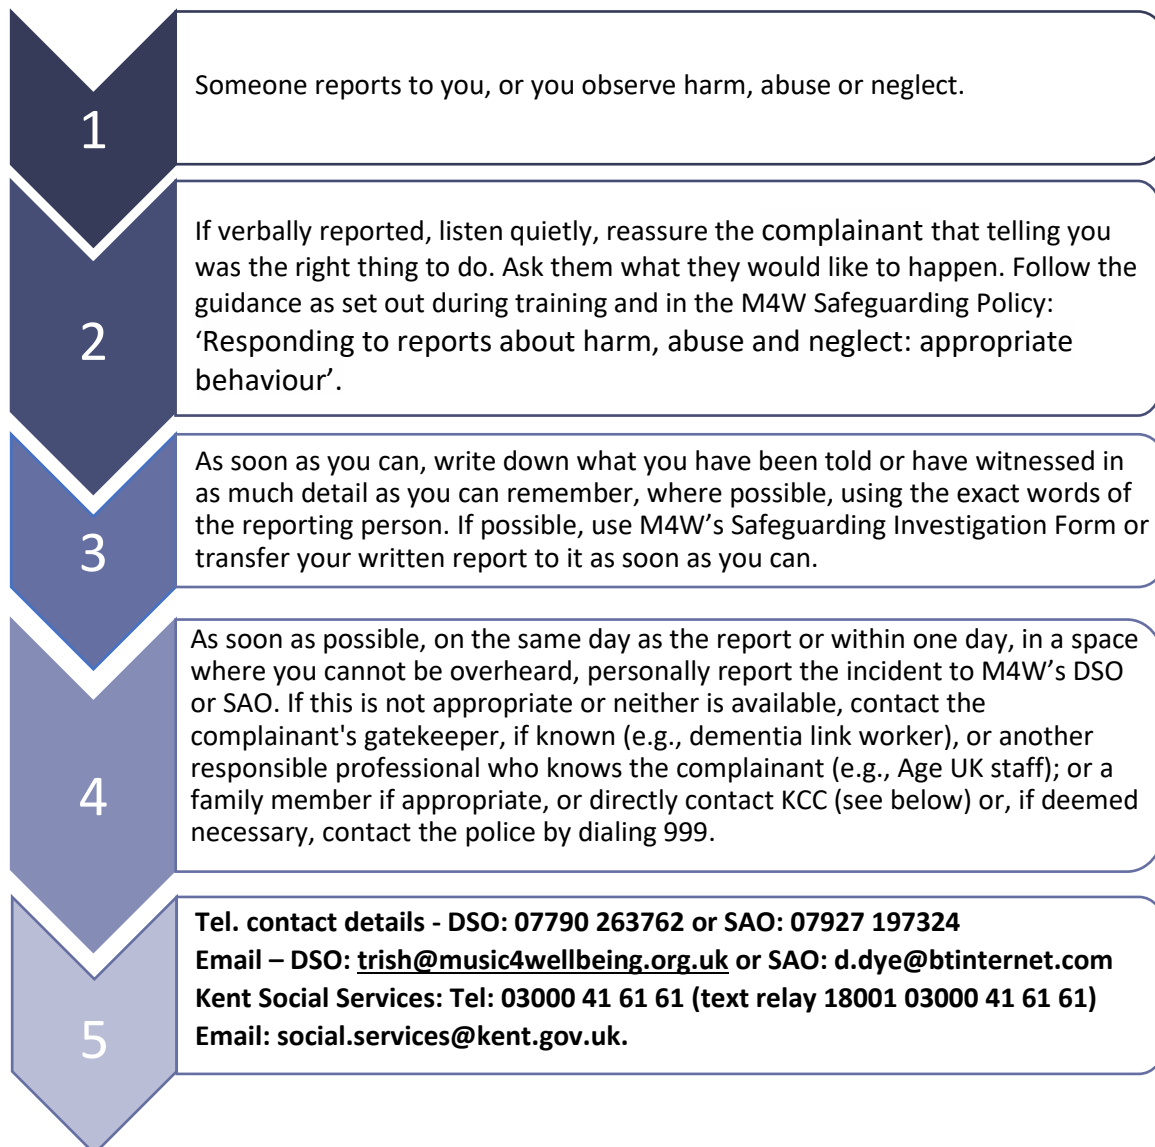 1
Someone reports to you, or you observe harm, abuse or neglect.
2
If verbally reported, listen quietly, reassure the complainant that telling you
was the right thing to do. Ask them what they would like to happen. Follow the
guidance as set out during training and in the M4W Safeguarding Policy:
‘Responding to reports about harm, abuse and neglect: appropriate
behaviour’.
3
As soon as you can, write down what you have been told or have witnessed in
as much detail as you can remember, where possible, using the exact words of
the reporting person. If possible, use M4W’s Safeguarding Investigation Form or
transfer your written report to it as soon as you can.
4
As soon as possible, on the same day as the report or within one day, in a space
where you cannot be overheard, personally report the incident to M4W’s DSO
or SAO. If this is not appropriate or neither is available, contact the
complainant's gatekeeper, if known (e.g., dementia link worker), or another
responsible professional who knows the complainant (e.g., Age UK staff); or a
family member if appropriate, or directly contact KCC (see below) or, if deemed
necessary, contact the police by dialing 999.
5
Tel. contact details - DSO: 07790 263762 or SAO: 07927 197324
Email – DSO: trish@music4wellbeing.org.uk or SAO: d.dye@btinternet.com
Kent Social Services: Tel: 03000 41 61 61 (text relay 18001 03000 41 61 61)
Email: social.services@kent.gov.uk.